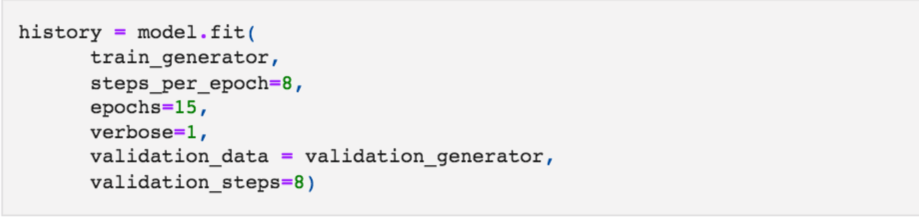 history = model.fit(
      train_generator,
      steps_per_epoch=8,
      epochs=15,
      verbose=1,
      validation_data = validation_generator,
      validation_steps=8)